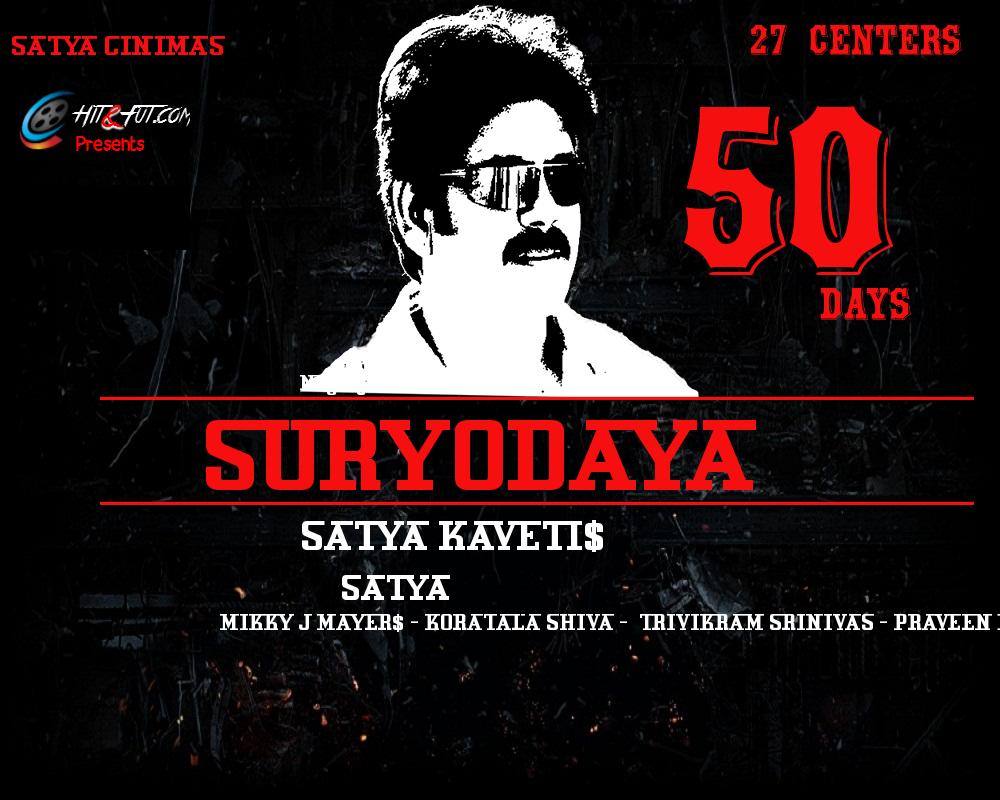 SATYA CINIMAS
27 CENTERS
HIT&FUT.COM
Presents
50
DAYS
SURYODAYA
SATYA KAVETI$
SATYA
MIKKY J MAYER$ - KORATALA SHIVA - TRIVIKRAM SRINIVAS - PRAVEEN